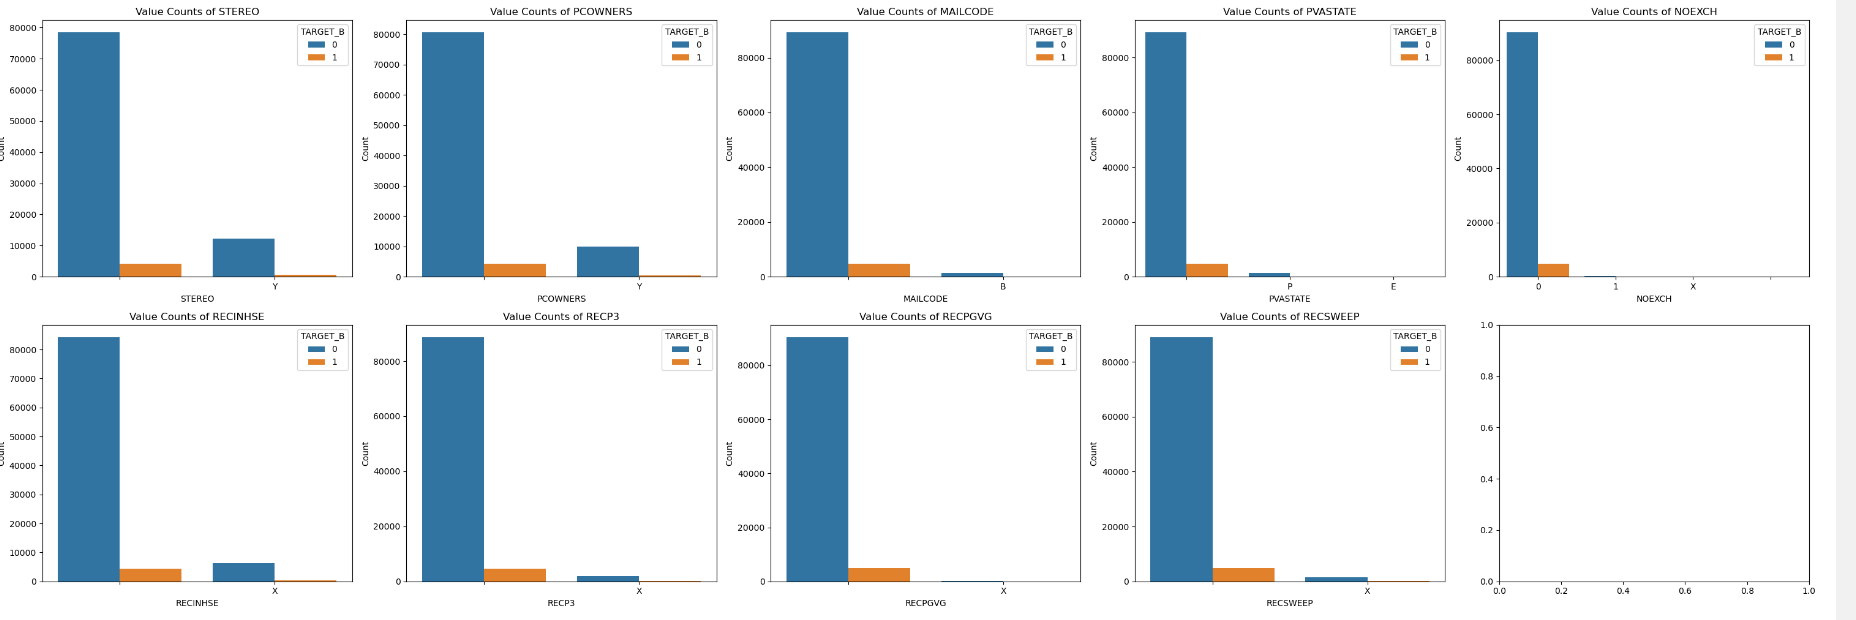 Value Counts of STEREO
80000
70000
60000
50000
40000
30000
20000
10000
0
Count
TARGET_B
0
1
Y
STEREO
Value Counts of PCOWNERS
80000
70000
60000
50000
40000
30000
20000
10000
0
Count
TARGET_B
0
1
Y
PCOWNERS
Value Counts of MAILCODE
80000
60000
40000
20000
0
Count
TARGET_B
0
1
B
MAILCODE
Value Counts of PVASTATE
80000
60000
40000
20000
0
Count
TARGET_B
0
1
P E
PVASTATE
Value Counts of NOEXCH
80000
60000
40000
20000
0
Count
TARGET_B
0
1
0 1 X
NOEXCH
Value Counts of RECINHSE
80000
70000
60000
50000
40000
30000
20000
10000
0
Count
TARGET_B
0
1
X
RECINHSE
Value Counts of RECP3
80000
60000
40000
20000
0
Count
TARGET_B
0
1
X
RECP3
Value Counts of RECPGVG
80000
60000
40000
20000
0
Count
TARGET_B
0
1
X
RECPGVG
Value Counts of RECSWEEP
80000
60000
40000
20000
0
Count
TARGET_B
0
1
X
RECSWEEP
1.0
0.8
0.6
0.4
0.2
0.0
0.0 0.2 0.4 0.6 0.8 1.0